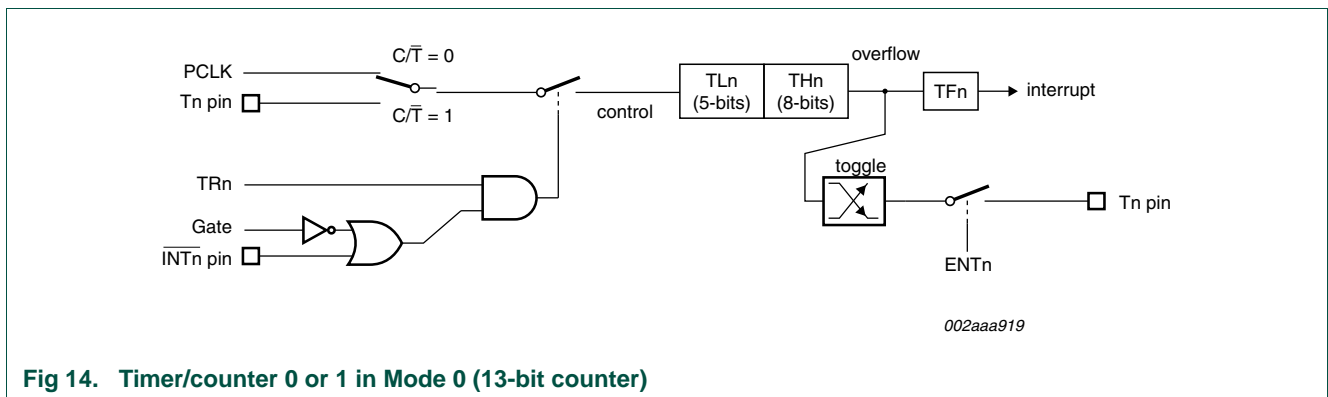 C/T̅ = 0
PCLK
Tn pin
C/T̅ = 1
control
TLn
(5-bits)
THn
(8-bits)
overflow
TFn
interrupt
toggle
Tn pin
ENTn
TRn
Gate
I̅N̅T̅n̅ pin
002aaa919
Fig 14. Timer/counter 0 or 1 in Mode 0 (13-bit counter)